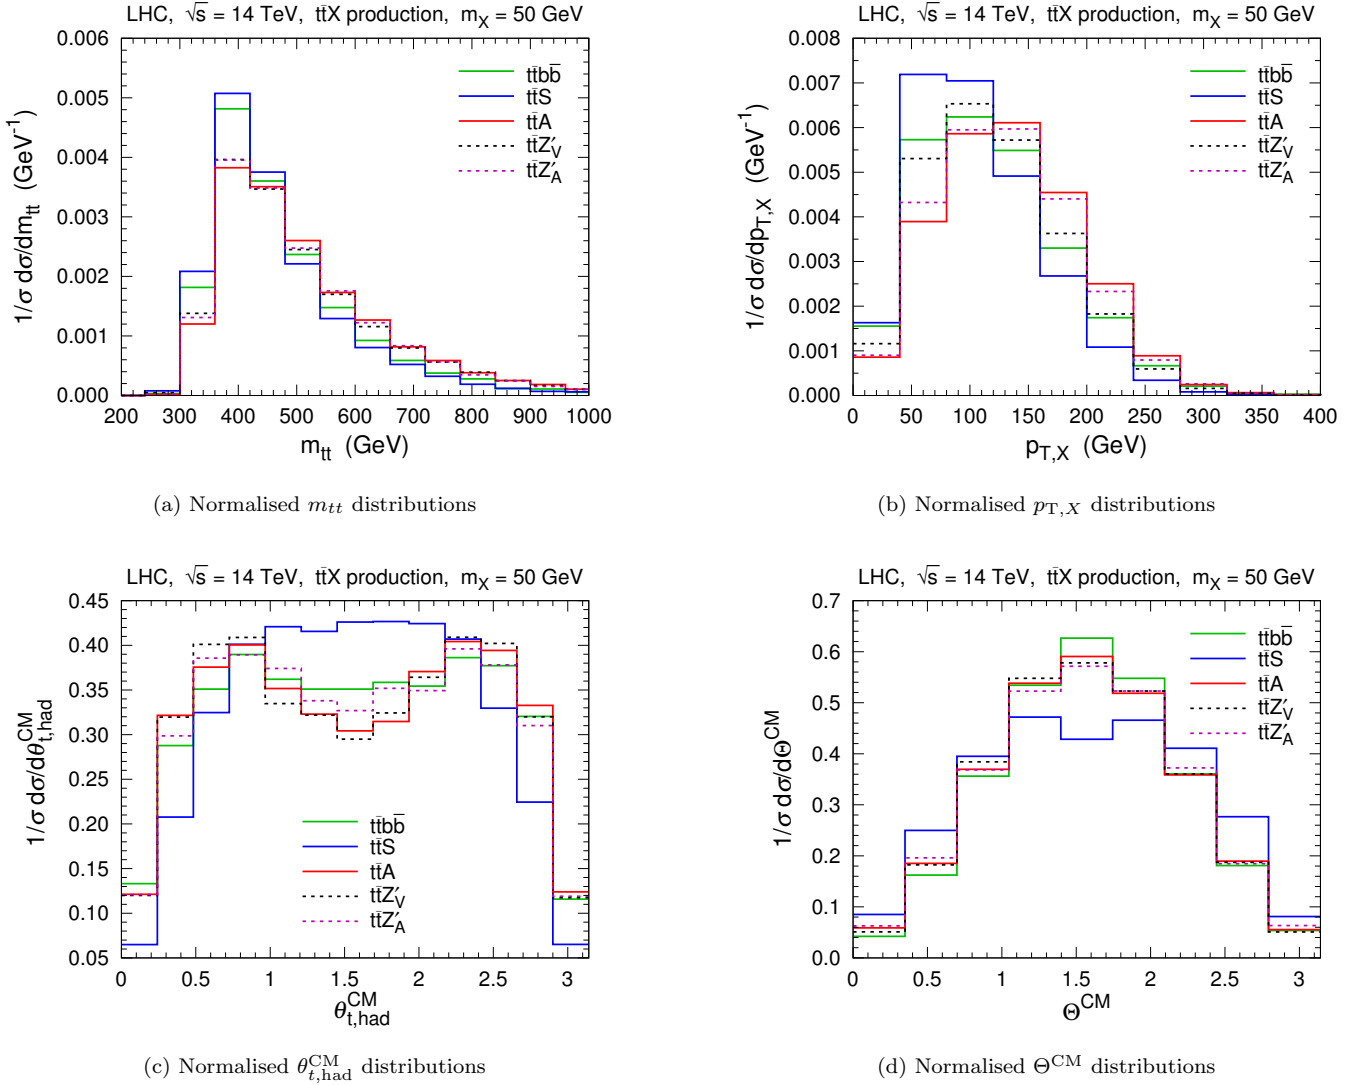 LHC, √s = 14 TeV, tt̄X production, m_X = 50 GeV
0.006
0.005
0.004
0.003
0.002
0.001
0.000
1/σ dσ/dm_tt (GeV⁻¹)
tt̄bb̄
tt̄S
tt̄A
tt̄Z′_V
tt̄Z′_A
200 300 400 500 600 700 800 900 1000
m_tt (GeV)
(a) Normalised m_tt distributions
LHC, √s = 14 TeV, tt̄X production, m_X = 50 GeV
0.008
0.007
0.006
0.005
0.004
0.003
0.002
0.001
0.000
1/σ dσ/dp_T,X (GeV⁻¹)
tt̄bb̄
tt̄S
tt̄A
tt̄Z′_V
tt̄Z′_A
0 50 100 150 200 250 300 350 400
p_T,X (GeV)
(b) Normalised p_T,X distributions
LHC, √s = 14 TeV, tt̄X production, m_X = 50 GeV
0.45
0.40
0.35
0.30
0.25
0.20
0.15
0.10
0.05
1/σ dσ/dθ^CM_t,had
tt̄bb̄
tt̄S
tt̄A
tt̄Z′_V
tt̄Z′_A
0 0.5 1 1.5 2 2.5 3
θ^CM_t,had
(c) Normalised θ^CM_t,had distributions
LHC, √s = 14 TeV, tt̄X production, m_X = 50 GeV
0.7
0.6
0.5
0.4
0.3
0.2
0.1
0.0
1/σ dσ/dΘ^CM
tt̄bb̄
tt̄S
tt̄A
tt̄Z′_V
tt̄Z′_A
0 0.5 1 1.5 2 2.5 3
Θ^CM
(d) Normalised Θ^CM distributions